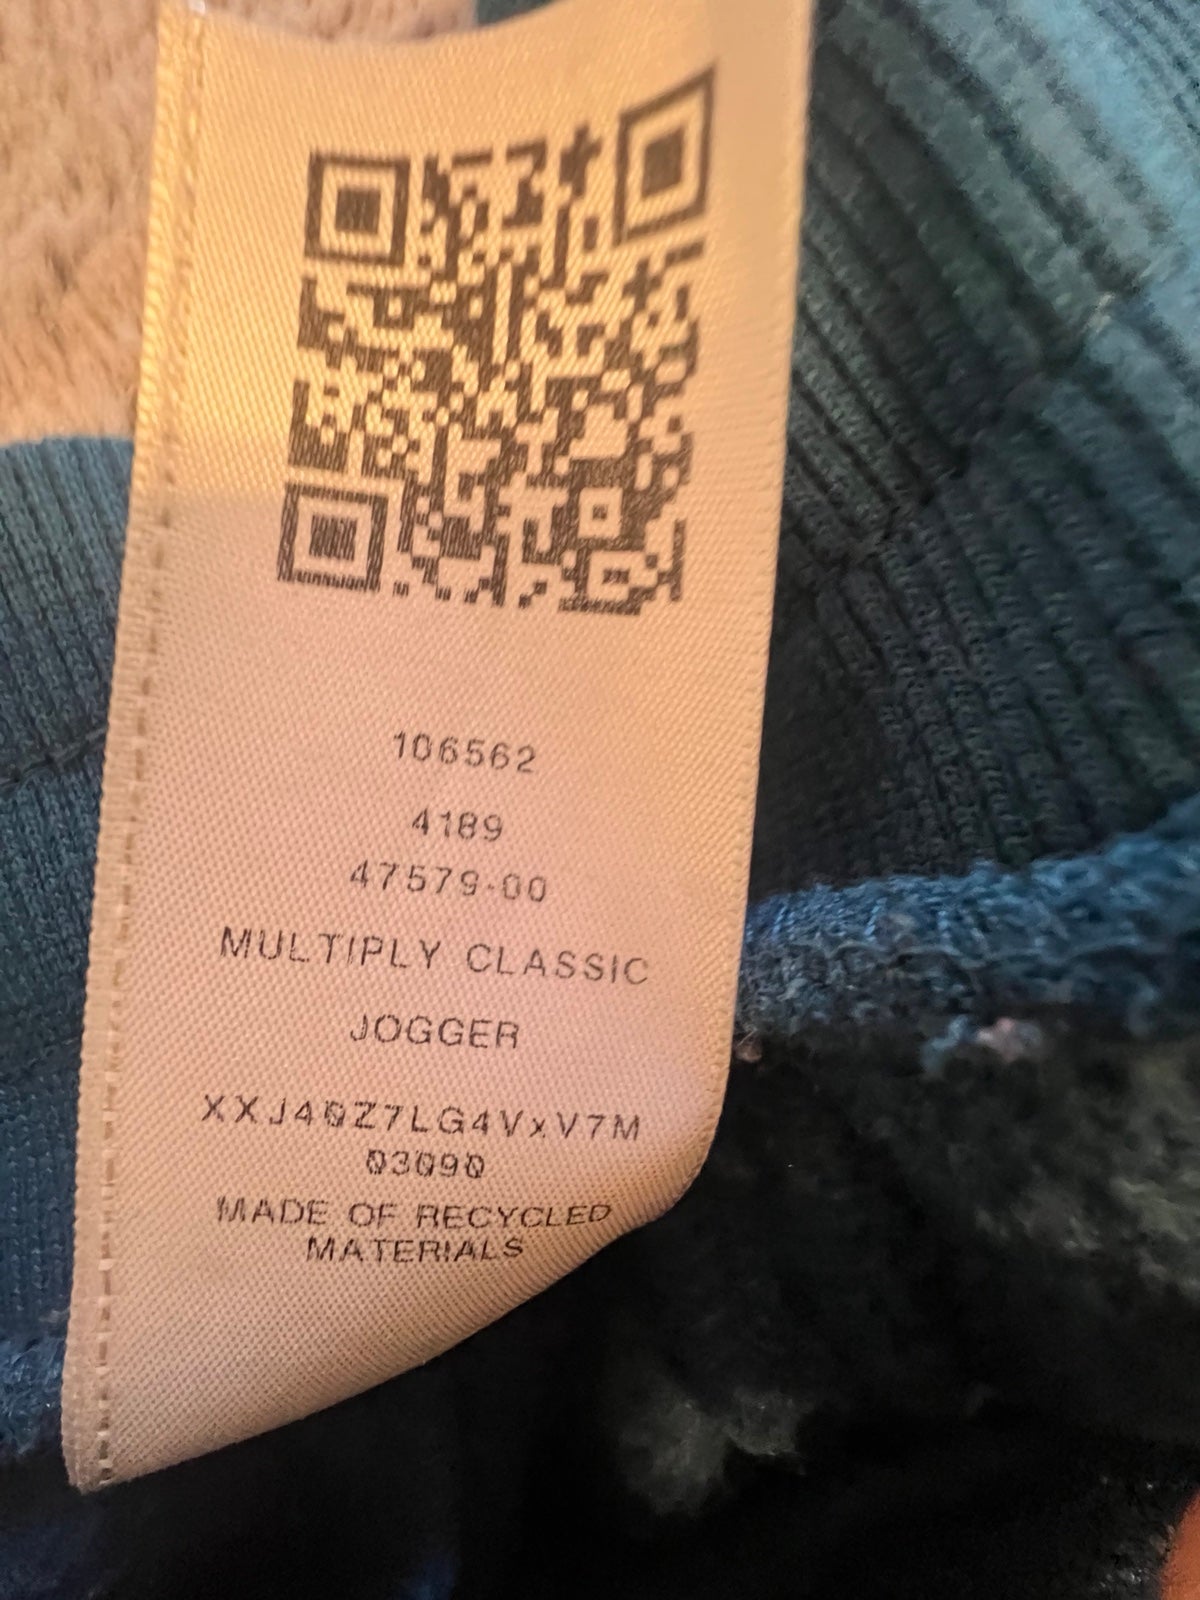 106562
4189
47579-00
MULTIPLY CLASSIC
JOGGER
XXJ40Z7LG4VxV7M
03090
MADE OF RECYCLED
MATERIALS